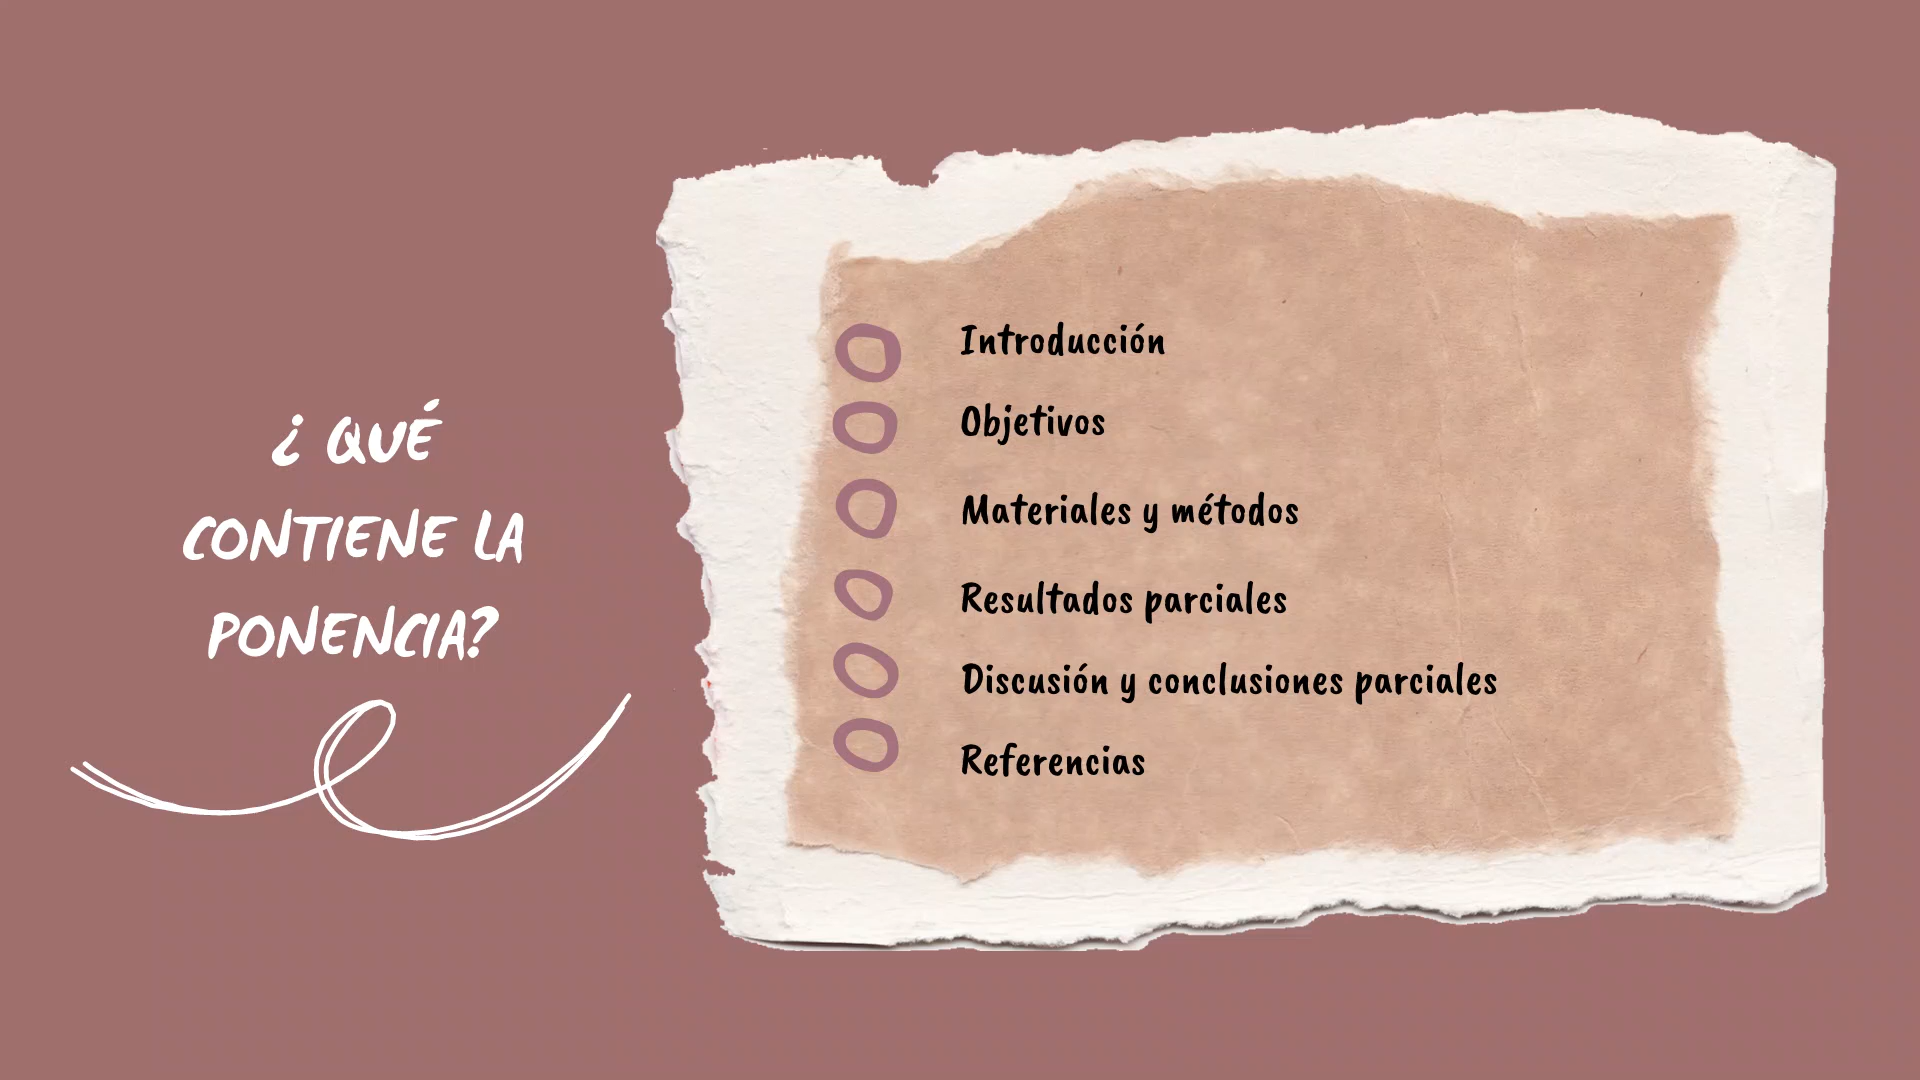 ¿ QUÉ
CONTIENE LA
PONENCIA?
Introducción
Objetivos
Materiales y métodos
Resultados parciales
Discusión y conclusiones parciales
Referencias